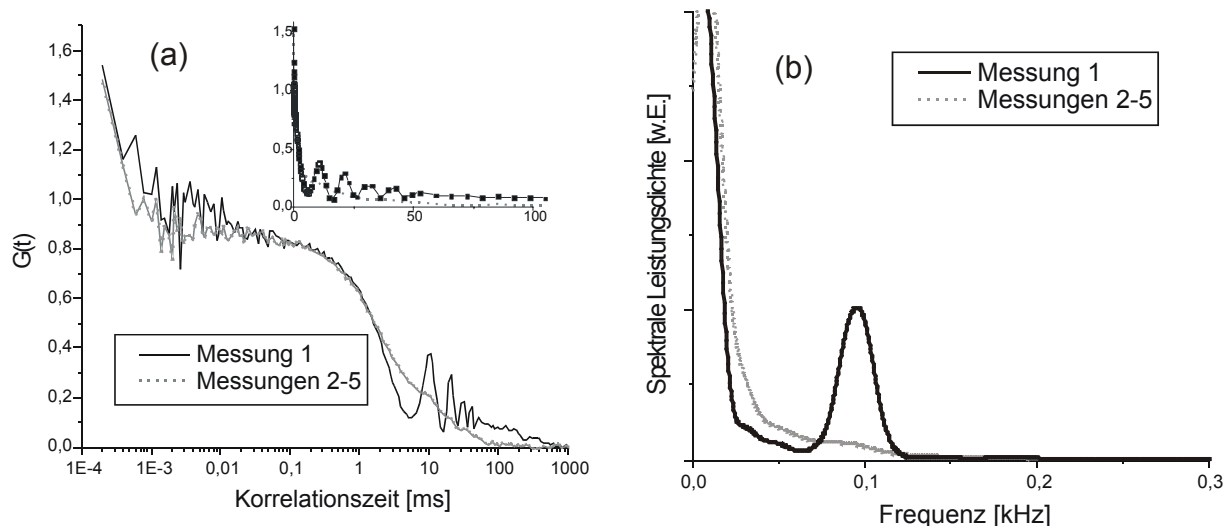 (a)
1,6
1,4
1,2
1,0
0,8
0,6
0,4
0,2
0,0
G(t)
1E-4 1E-3 0,01 0,1 1 10 100 1000
Korrelationszeit [ms]
1,5
1,0
0,5
0,0
0 50 100
Messung 1
Messungen 2-5
(b)
Spektrale Leistungsdichte [w.E.]
Messung 1
Messungen 2-5
0,0 0,1 0,2 0,3
Frequenz [kHz]